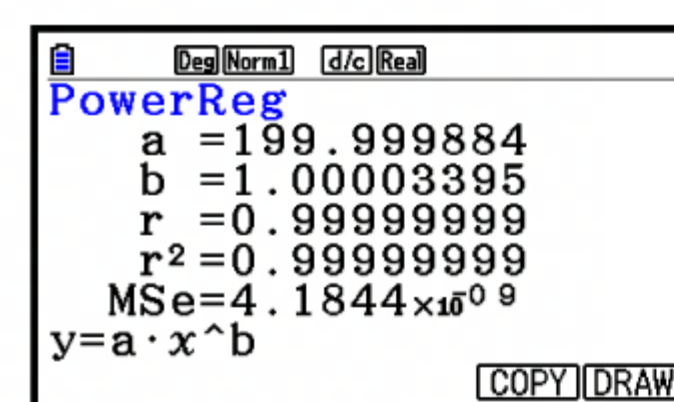 Deg Norm1 d/c Real
PowerReg
a =199.999884
b =1.00003395
r =0.99999999
r²=0.99999999
MSe=4.1844×10⁻⁰⁹
y=a·x^b
COPY DRAW